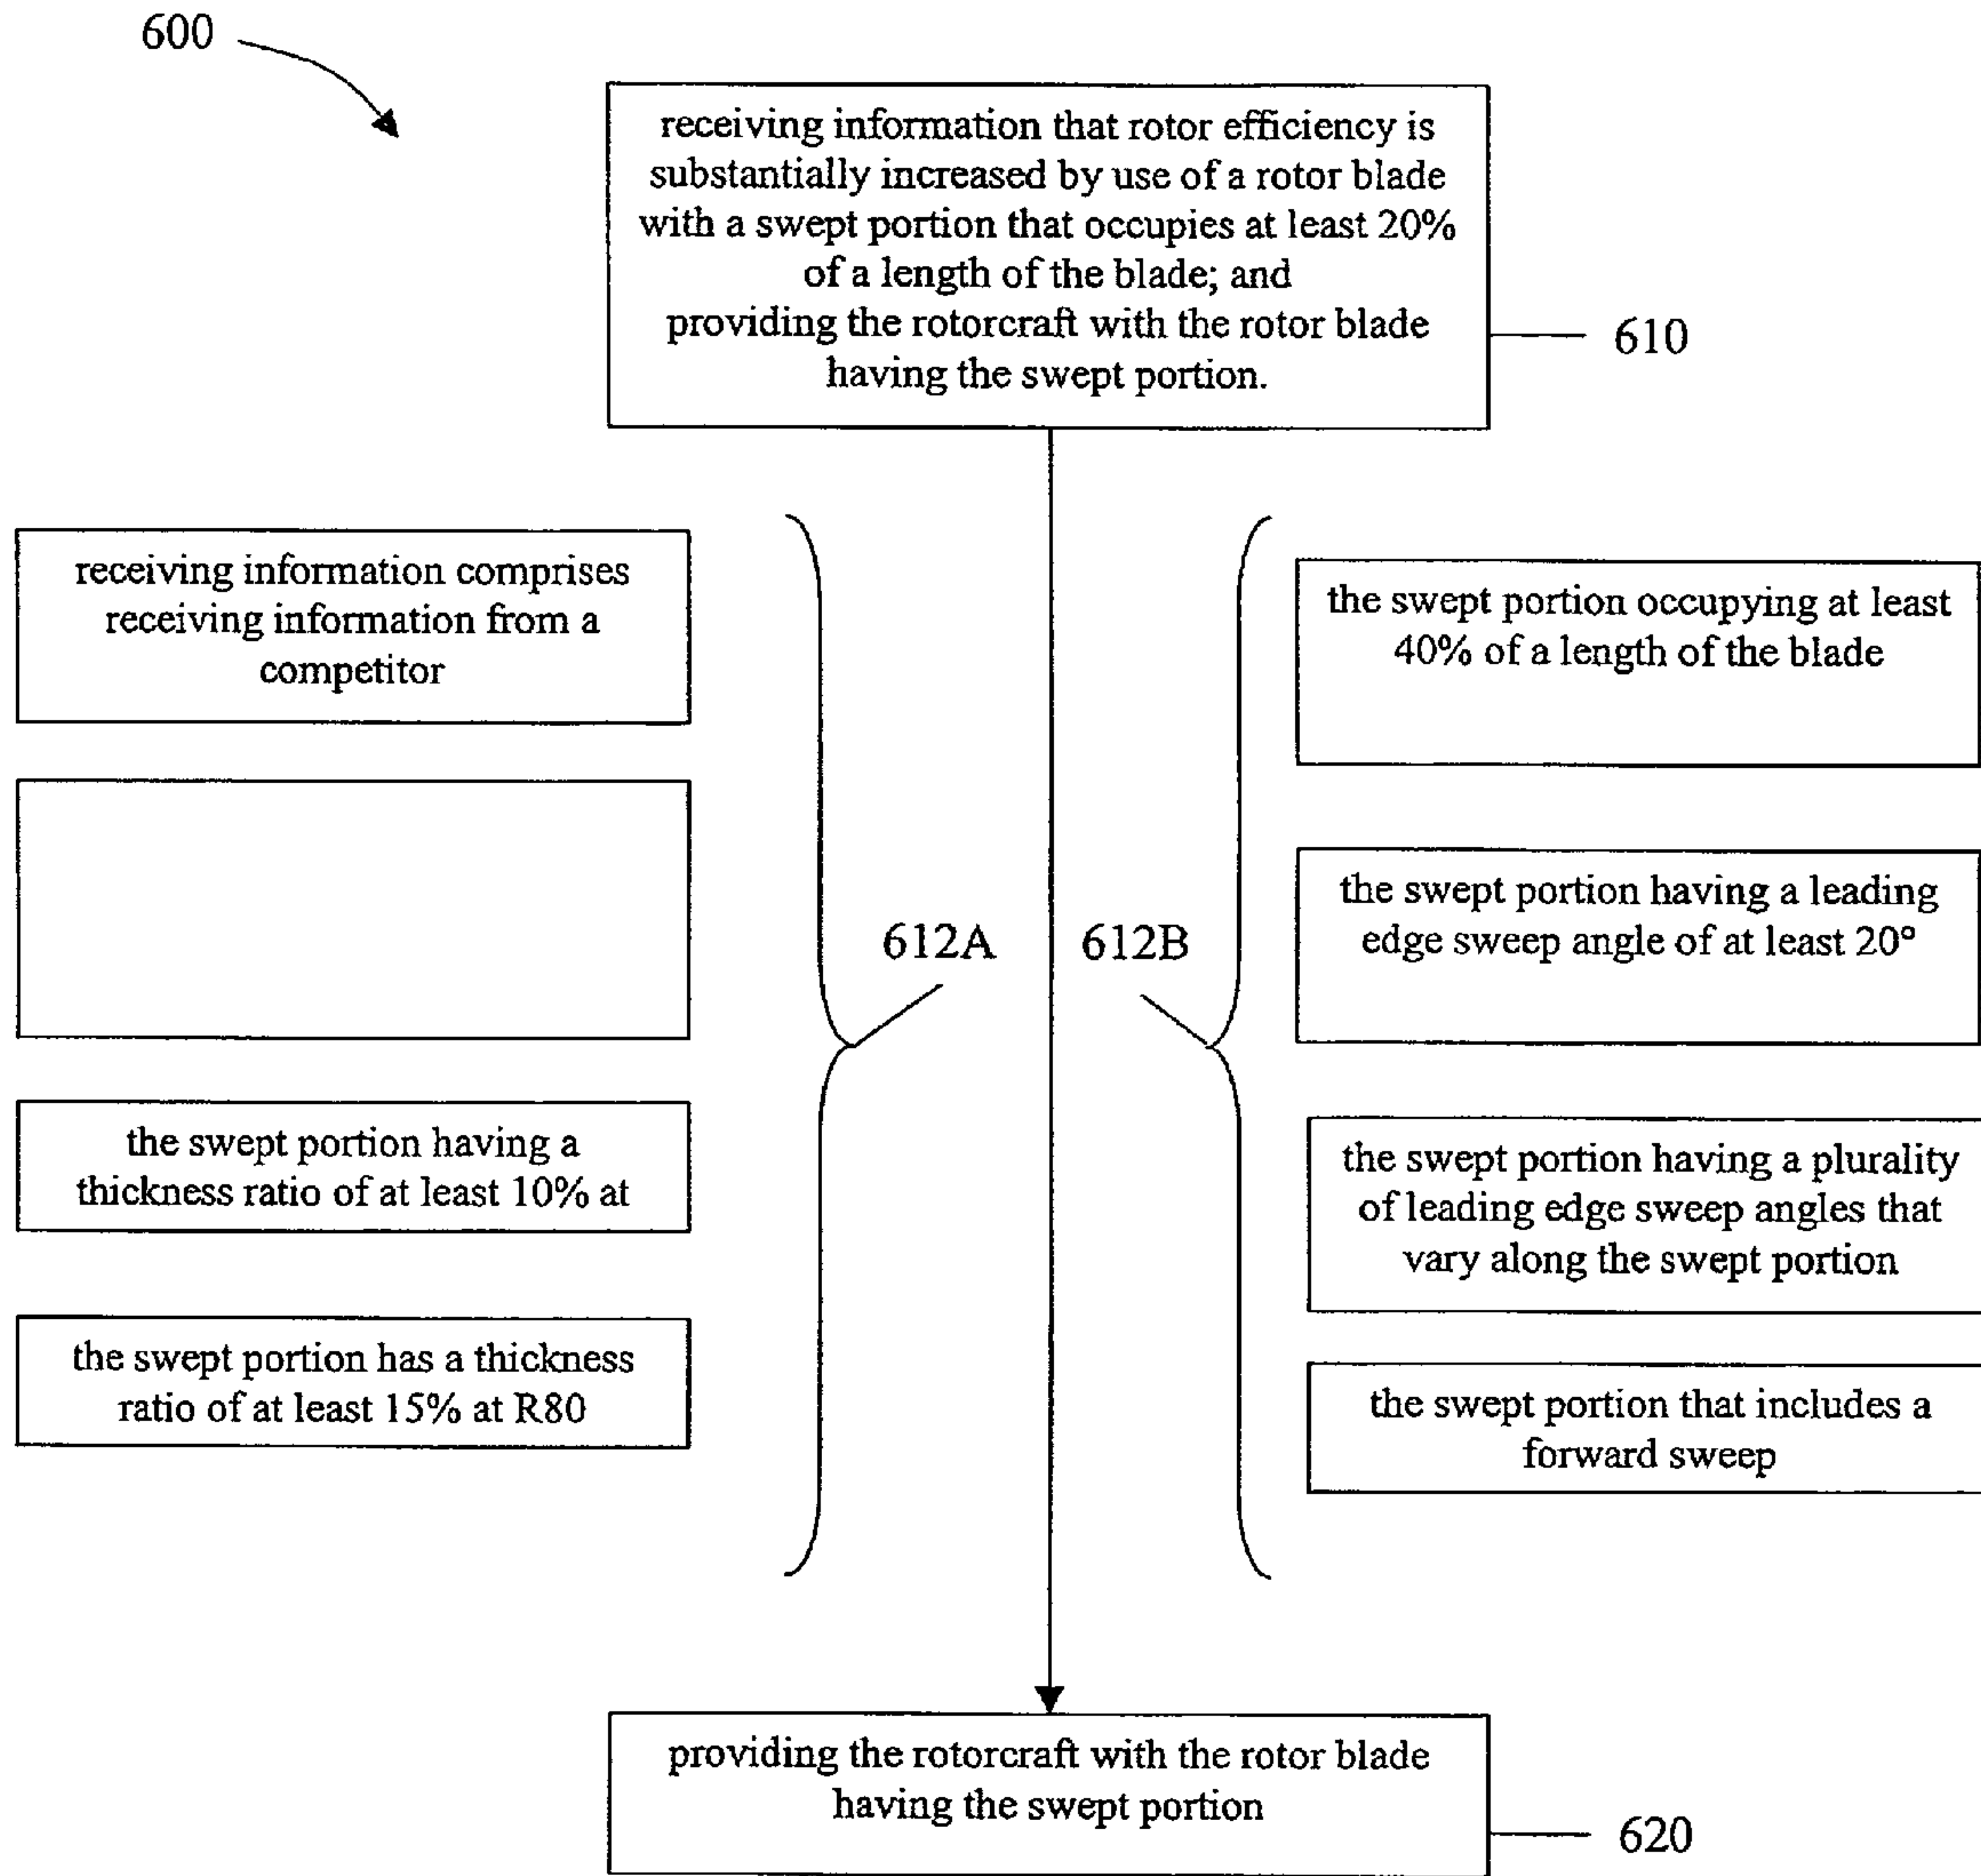 600
receiving information that rotor efficiency is
substantially increased by use of a rotor blade
with a swept portion that occupies at least 20%
of a length of the blade; and
providing the rotorcraft with the rotor blade
having the swept portion.
610
receiving information comprises
receiving information from a
competitor
the swept portion having a
thickness ratio of at least 10% at
the swept portion has a thickness
ratio of at least 15% at R80
612A
612B
the swept portion occupying at least
40% of a length of the blade
the swept portion having a leading
edge sweep angle of at least 20°
the swept portion having a plurality
of leading edge sweep angles that
vary along the swept portion
the swept portion that includes a
forward sweep
providing the rotorcraft with the rotor blade
having the swept portion
620